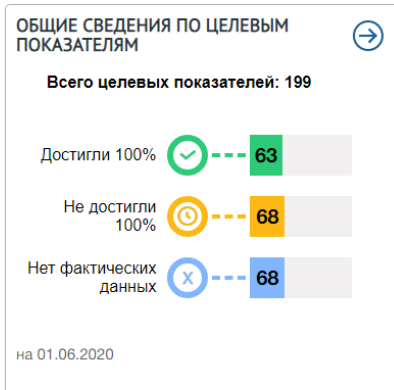 ОБЩИЕ СВЕДЕНИЯ ПО ЦЕЛЕВЫМ
ПОКАЗАТЕЛЯМ
Всего целевых показателей: 199
Достигли 100% 63
Не достигли
100% 68
Нет фактических
данных X 68
на 01.06.2020